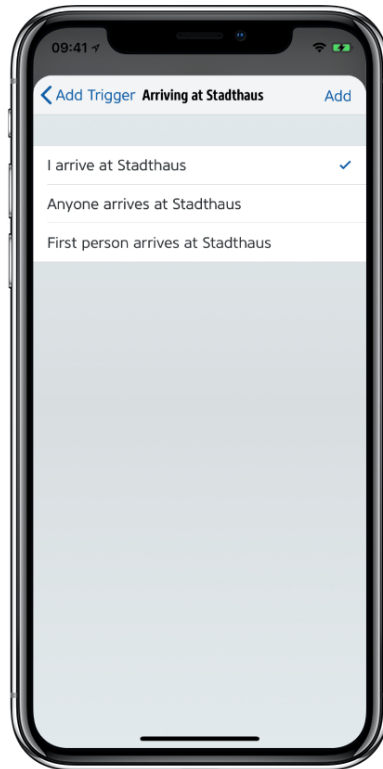 09:41
Add Trigger Arriving at Stadthaus Add
I arrive at Stadthaus
Anyone arrives at Stadthaus
First person arrives at Stadthaus